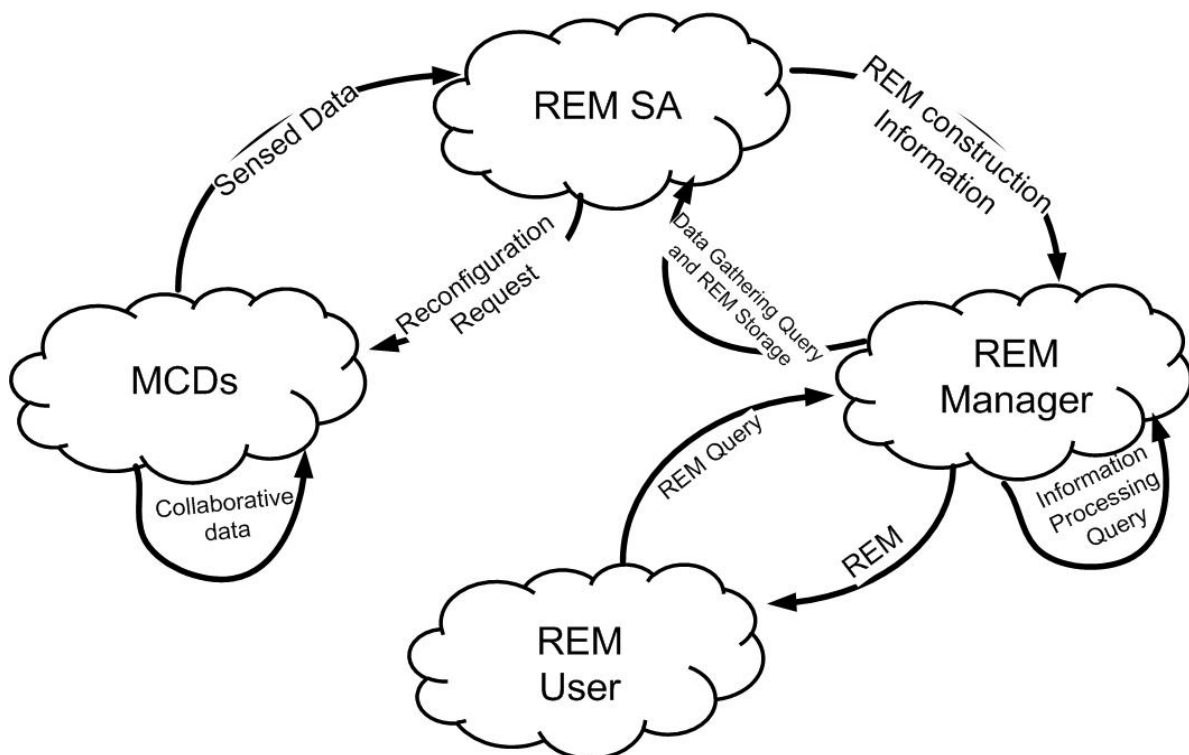 REM SA
Sensed Data
REM construction
Information
Reconfiguration
Request
Data Gathering Query
and REM Storage
MCDs
REM
Manager
Collaborative
data
REM Query
Information
Processing
Query
REM
REM
User